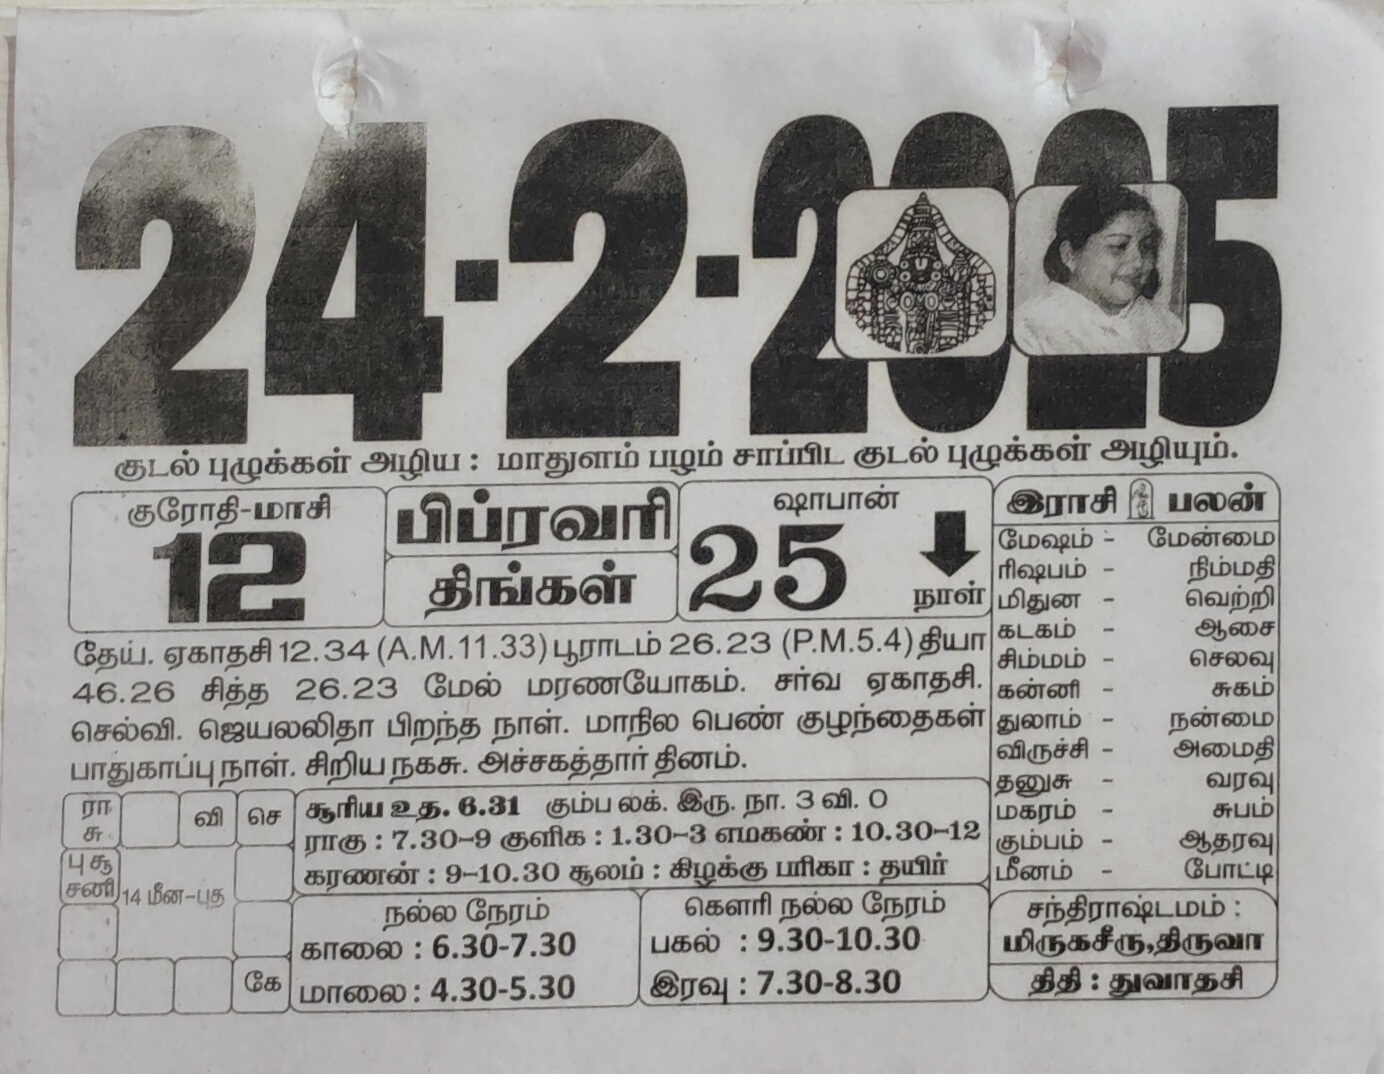 24-2-2025
குடல் புழுக்கள் அழிய : மாதுளம் பழம் சாப்பிட குடல் புழுக்கள் அழியும்.
குரோதி-மாசி
12
பிப்ரவரி
திங்கள்
ஷாபான்
25
நாள்
தேய். ஏகாதசி 12.34 (A.M.11.33) பூராடம் 26.23 (P.M.5.4) தியா
46.26 சித்த 26.23 மேல் மரணயோகம். சர்வ ஏகாதசி.
செல்வி. ஜெயலலிதா பிறந்த நாள். மாநில பெண் குழந்தைகள்
பாதுகாப்பு நாள். சிறிய நகசு. அச்சகத்தார் தினம்.
இராசி பலன்
மேஷம் - மேன்மை
ரிஷபம் - நிம்மதி
மிதுன - வெற்றி
கடகம் - ஆசை
சிம்மம் - செலவு
கன்னி - சுகம்
துலாம் - நன்மை
விருச்சி - அமைதி
தனுசு - வரவு
மகரம் - சுபம்
கும்பம் - ஆதரவு
மீனம் - போட்டி
ரா சு வி செ
பு சூ சனி
14 மீன-புத
கே
சூரிய உத. 6.31 கும்ப லக். இரு. நா. 3 வி. 0
ராகு : 7.30-9 குளிக : 1.30-3 எமகண் : 10.30-12
கரணன் : 9-10.30 சூலம் : கிழக்கு பரிகா : தயிர்
நல்ல நேரம்
காலை : 6.30-7.30
மாலை : 4.30-5.30
கௌரி நல்ல நேரம்
பகல் : 9.30-10.30
இரவு : 7.30-8.30
சந்திராஷ்டமம் :
மிருகசீரு,திருவா
திதி : துவாதசி